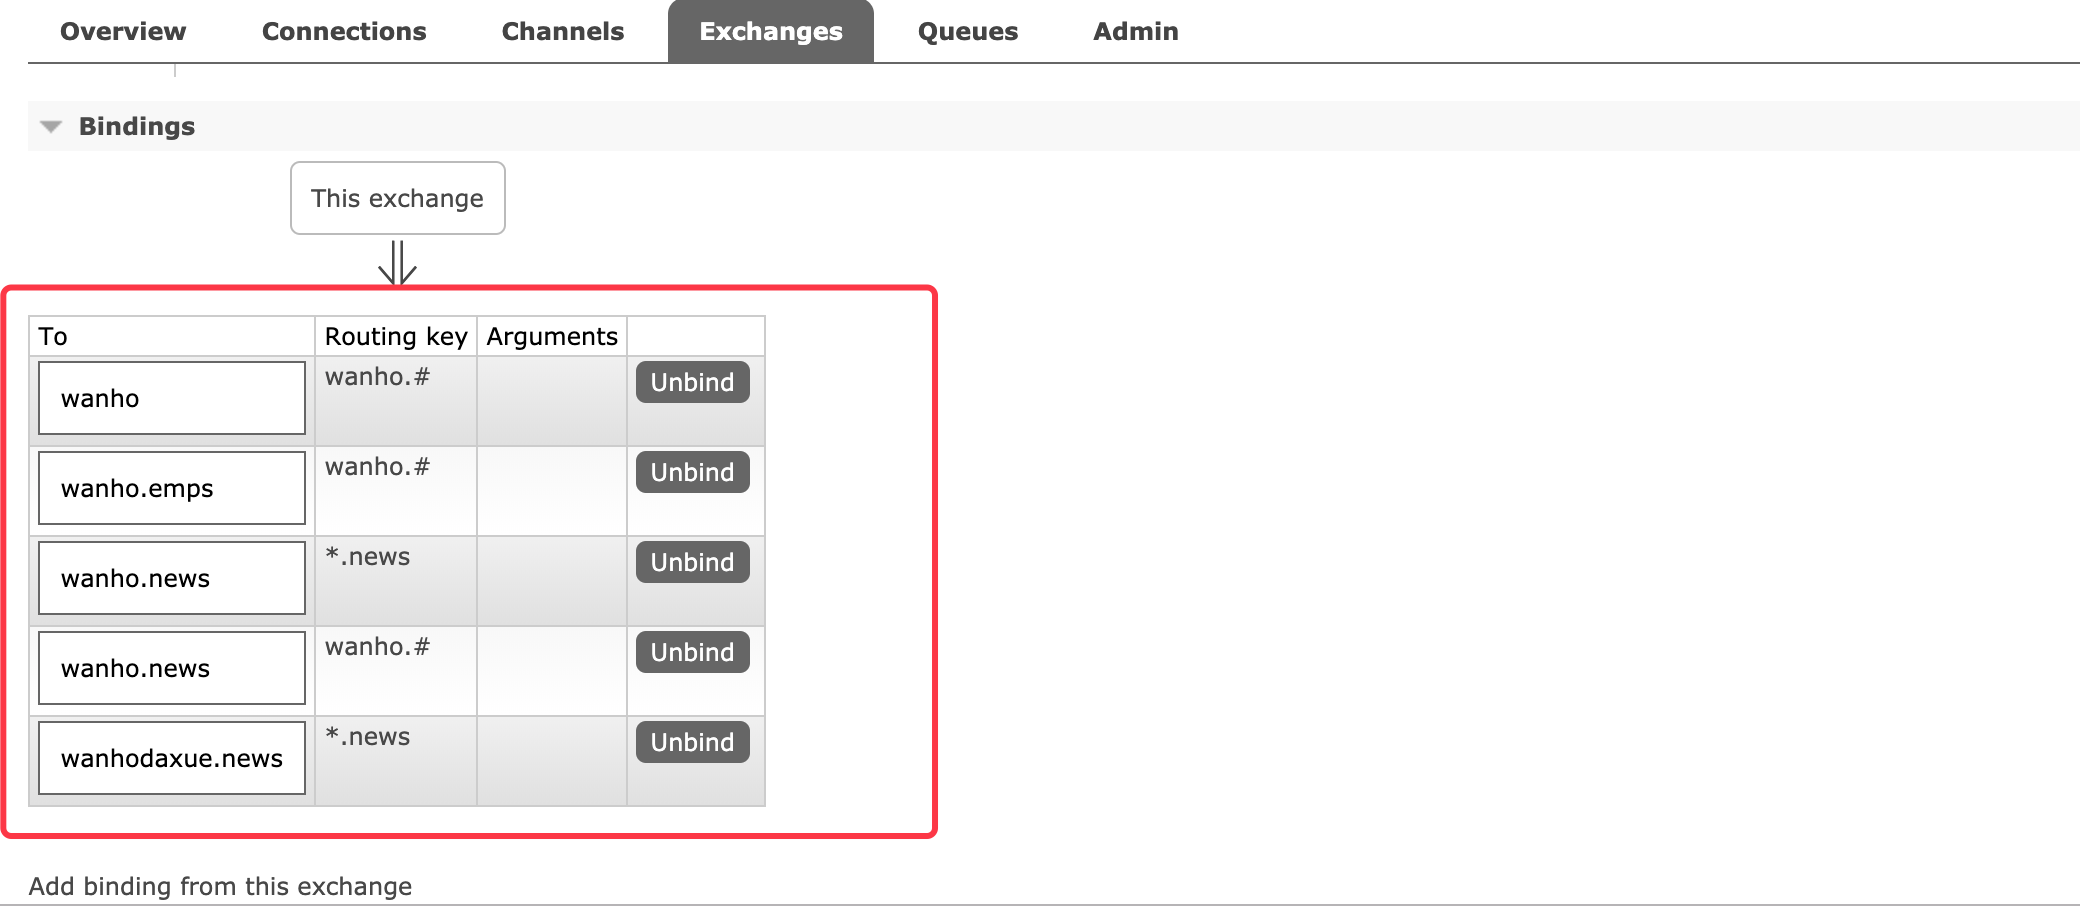 Overview Connections Channels Exchanges Queues Admin
Bindings
This exchange
To Routing key Arguments
wanho wanho.# Unbind
wanho.emps wanho.# Unbind
wanho.news *.news Unbind
wanho.news wanho.# Unbind
wanhodaxue.news *.news Unbind
Add binding from this exchange